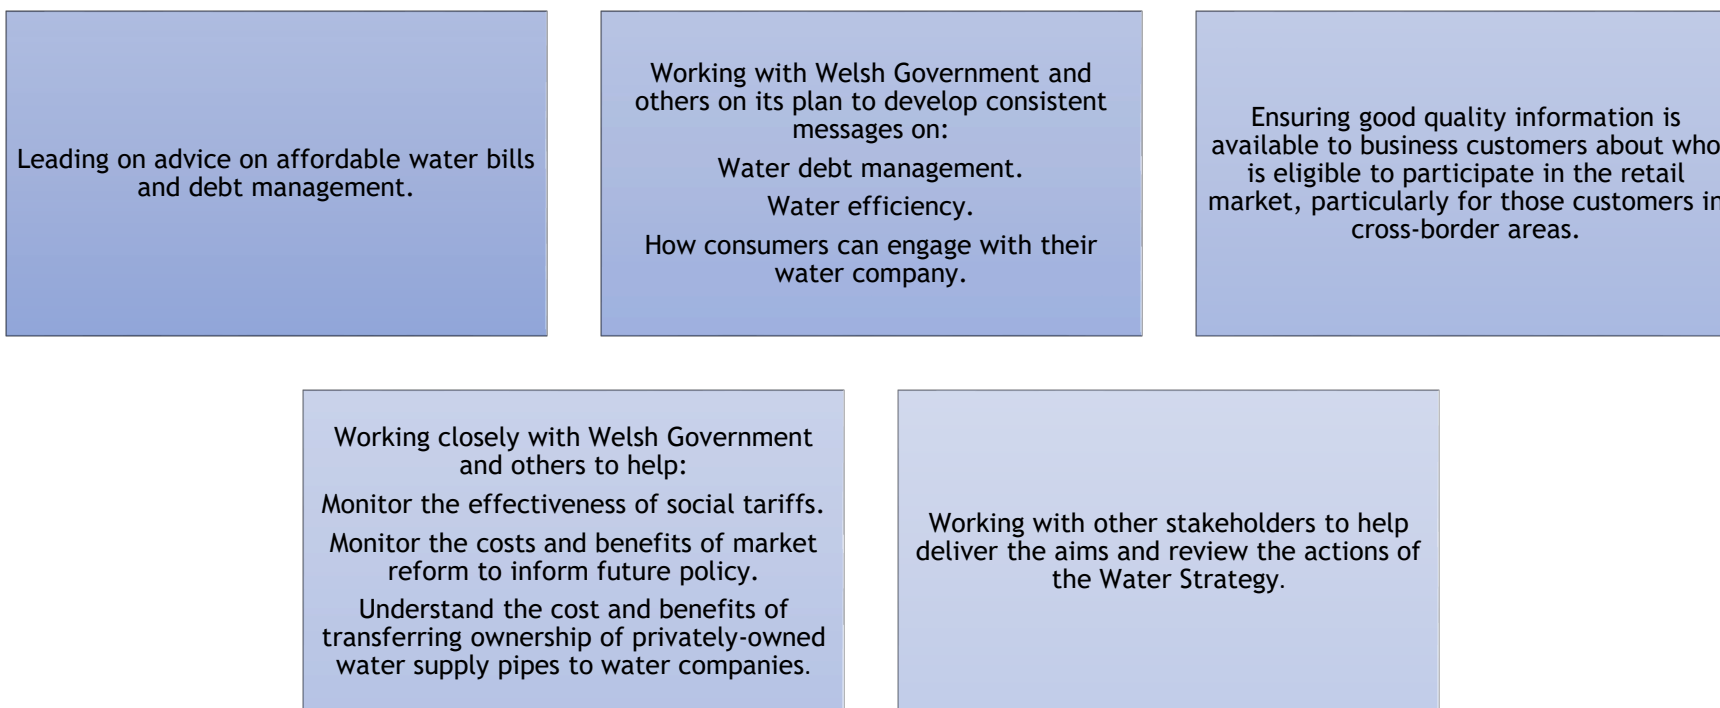 Leading on advice on affordable water bills
and debt management.
Working with Welsh Government and
others on its plan to develop consistent
messages on:
Water debt management.
Water efficiency.
How consumers can engage with their
water company.
Ensuring good quality information is
available to business customers about who
is eligible to participate in the retail
market, particularly for those customers in
cross-border areas.
Working closely with Welsh Government
and others to help:
Monitor the effectiveness of social tariffs.
Monitor the costs and benefits of market
reform to inform future policy.
Understand the cost and benefits of
transferring ownership of privately-owned
water supply pipes to water companies.
Working with other stakeholders to help
deliver the aims and review the actions of
the Water Strategy.